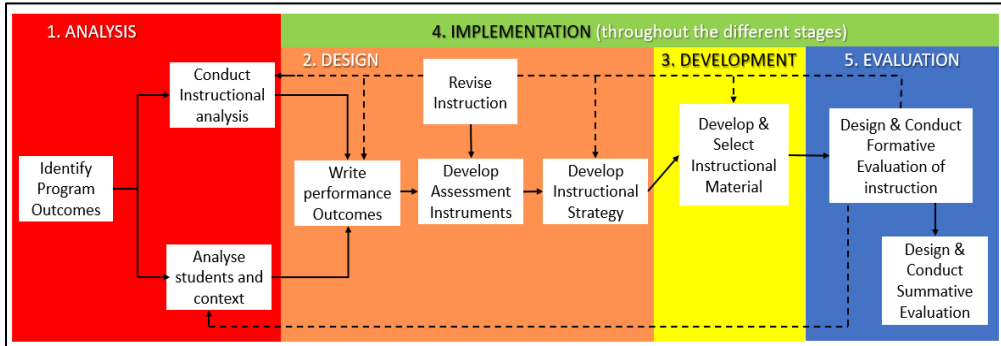 1. ANALYSIS
4. IMPLEMENTATION (throughout the different stages)
2. DESIGN
3. DEVELOPMENT
5. EVALUATION
Conduct
Instructional
analysis
Revise
Instruction
Identify
Program
Outcomes
Write
performance
Outcomes
Develop
Assessment
Instruments
Develop
Instructional
Strategy
Develop &
Select
Instructional
Material
Design & Conduct
Formative
Evaluation of
instruction
Analyse
students and
context
Design &
Conduct
Summative
Evaluation